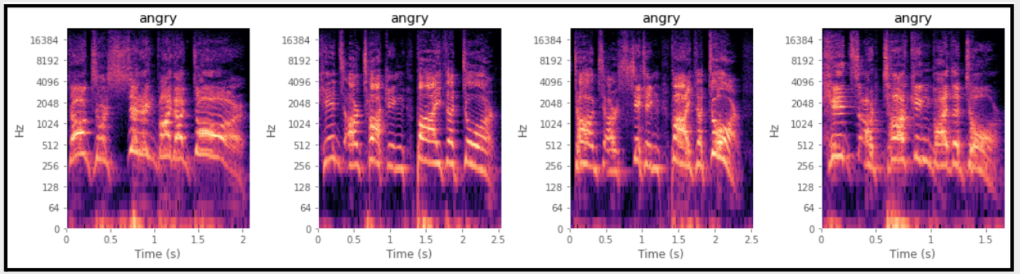 angry angry angry angry
16384 16384 16384 16384
8192 8192 8192 8192
4096 4096 4096 4096
2048 2048 2048 2048
1024 1024 1024 1024
Hz Hz Hz Hz
512 512 512 512
256 256 256 256
128 128 128 128
64 64 64 64
0 0 0 0
0 0.5 1 1.5 2 0 0.5 1 1.5 2 2.5 0 0.5 1 1.5 2 2.5 0 0.5 1 1.5
Time (s) Time (s) Time (s) Time (s)